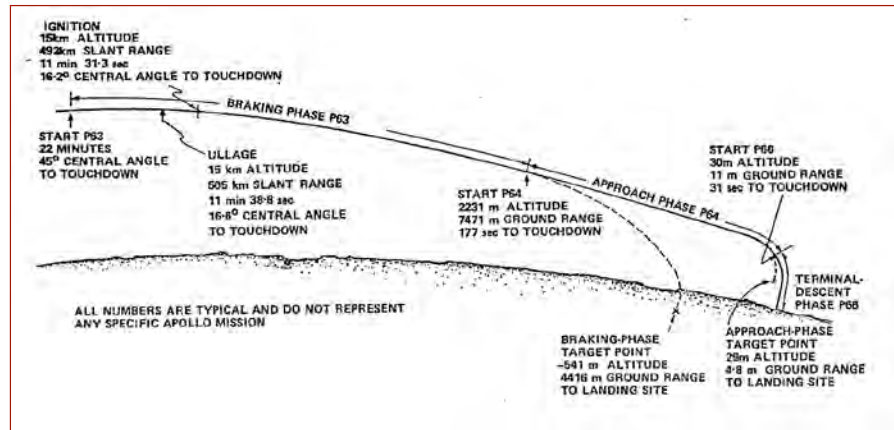 IGNITION
15km ALTITUDE
492km SLANT RANGE
11 min 31·3 sec
16·2° CENTRAL ANGLE TO TOUCHDOWN
BRAKING PHASE P63
START P63
22 MINUTES
45° CENTRAL ANGLE
TO TOUCHDOWN
ULLAGE
15 km ALTITUDE
505 km SLANT RANGE
11 min 38·8 sec
16·6° CENTRAL ANGLE
TO TOUCHDOWN
START P64
2231 m ALTITUDE
7471 m GROUND RANGE
177 sec TO TOUCHDOWN
APPROACH PHASE P64
START P66
30m ALTITUDE
11 m GROUND RANGE
31 sec TO TOUCHDOWN
TERMINAL-
DESCENT
PHASE P66
ALL NUMBERS ARE TYPICAL AND DO NOT REPRESENT
ANY SPECIFIC APOLLO MISSION
BRAKING-PHASE
TARGET POINT
-541 m ALTITUDE
4416 m GROUND RANGE
TO LANDING SITE
APPROACH-PHASE
TARGET POINT
29m ALTITUDE
4·8 m GROUND RANGE
TO LANDING SITE